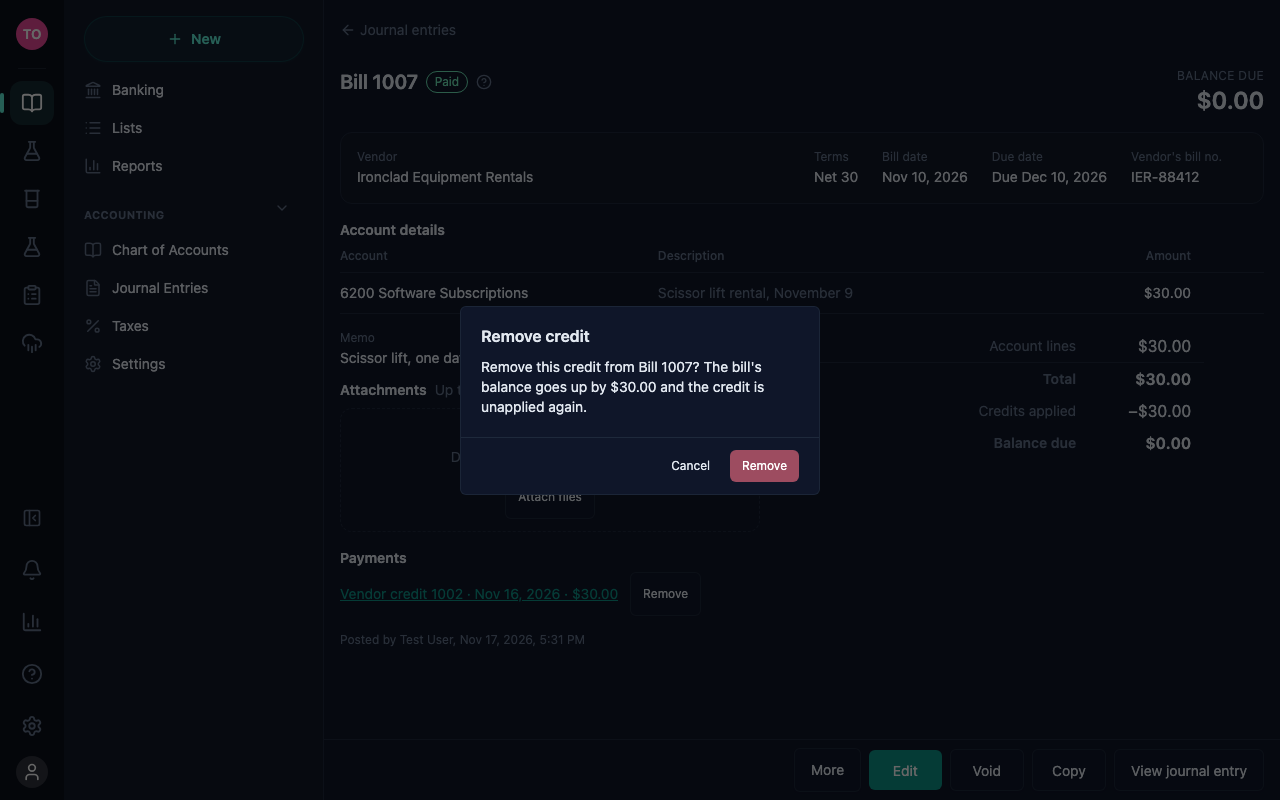 TO
New
Banking
Lists
Reports
ACCOUNTING
Chart of Accounts
Journal Entries
Taxes
Settings
Journal entries
Bill 1007 Paid
BALANCE DUE
$0.00
Vendor Terms Bill date Due date Vendor's bill no.
Ironclad Equipment Rentals Net 30 Nov 10, 2026 Due Dec 10, 2026 IER-88412
Account details
Account Description Amount
6200 Software Subscriptions Scissor lift rental, November 9 $30.00
Memo
Scissor lift, one
Attachments Up
Attach files
Account lines $30.00
Total $30.00
Credits applied –$30.00
Balance due $0.00
Remove credit
Remove this credit from Bill 1007? The bill's
balance goes up by $30.00 and the credit is
unapplied again.
Cancel Remove
Payments
Vendor credit 1002 · Nov 16, 2026 · $30.00 Remove
Posted by Test User, Nov 17, 2026, 5:31 PM
More Edit Void Copy View journal entry